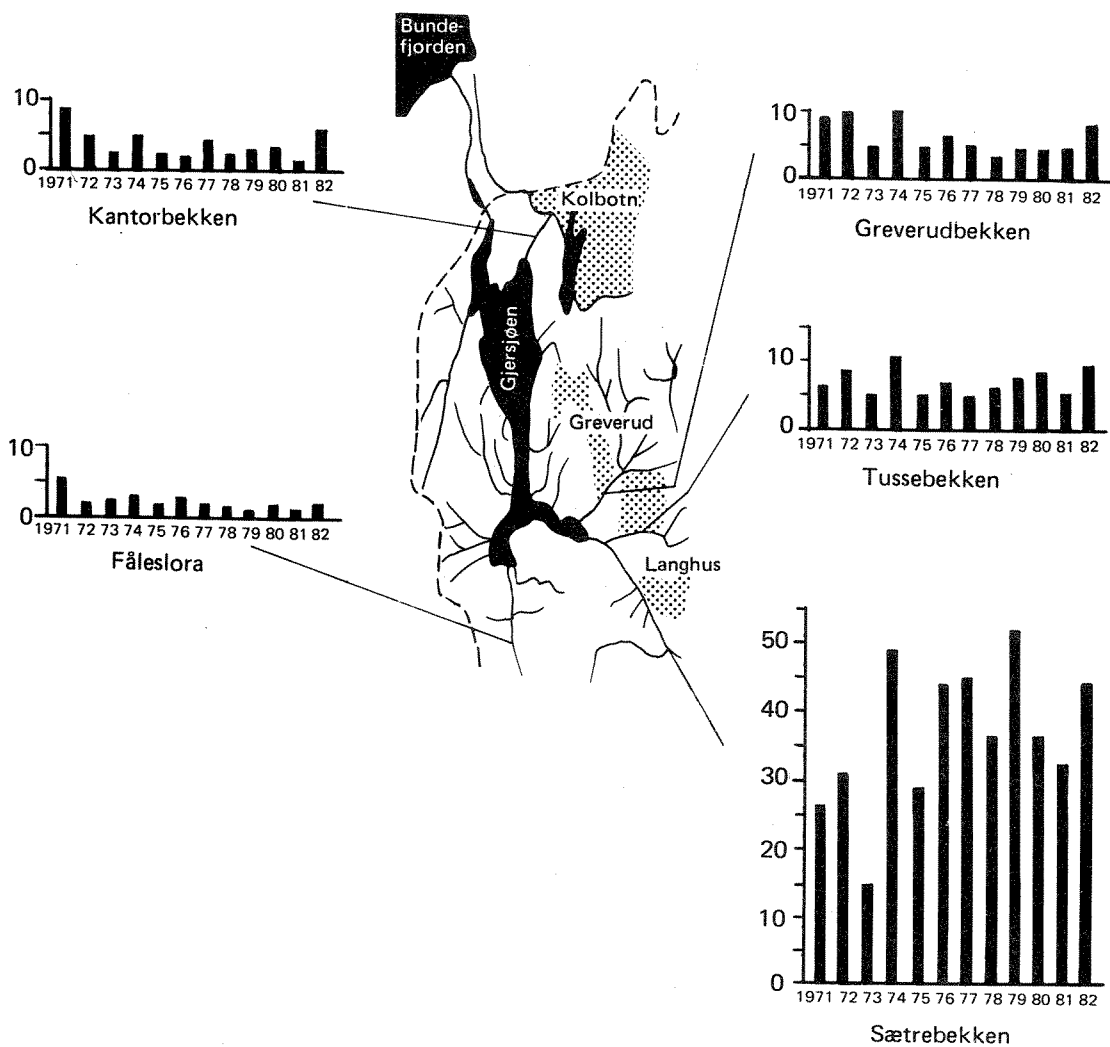 Bunde-
fjorden
10
0
1971 72 73 74 75 76 77 78 79 80 81 82
Kantorbekken
10
0
1971 72 73 74 75 76 77 78 79 80 81 82
Greverudbekken
Kolbotn
Gjersjøen
Greverud
Langhus
10
0
1971 72 73 74 75 76 77 78 79 80 81 82
Tussebekken
10
0
1971 72 73 74 75 76 77 78 79 80 81 82
Fåleslora
50
40
30
20
10
0
1971 72 73 74 75 76 77 78 79 80 81 82
Sætrebekken